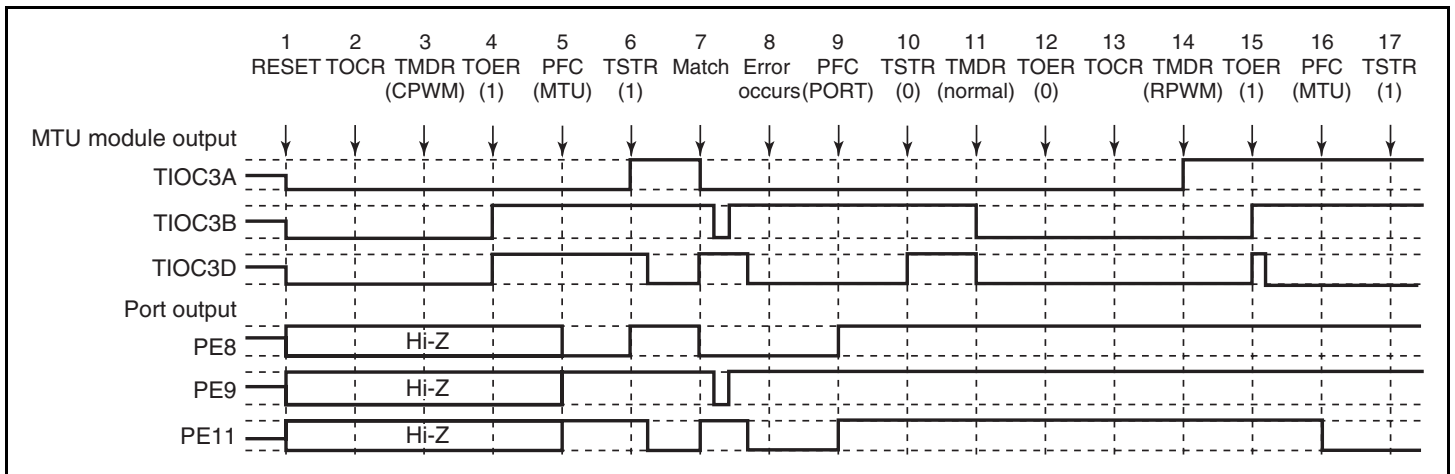 1 2 3 4 5 6 7 8 9 10 11 12 13 14 15 16 17
RESET TOCR TMDR TOER PFC TSTR Match Error PFC TSTR TMDR TOER TOCR TMDR TOER PFC TSTR
(CPWM) (1) (MTU) (1) occurs (PORT) (0) (normal) (0) (RPWM) (1) (MTU) (1)
MTU module output
TIOC3A
TIOC3B
TIOC3D
Port output
PE8 Hi-Z
PE9 Hi-Z
PE11 Hi-Z